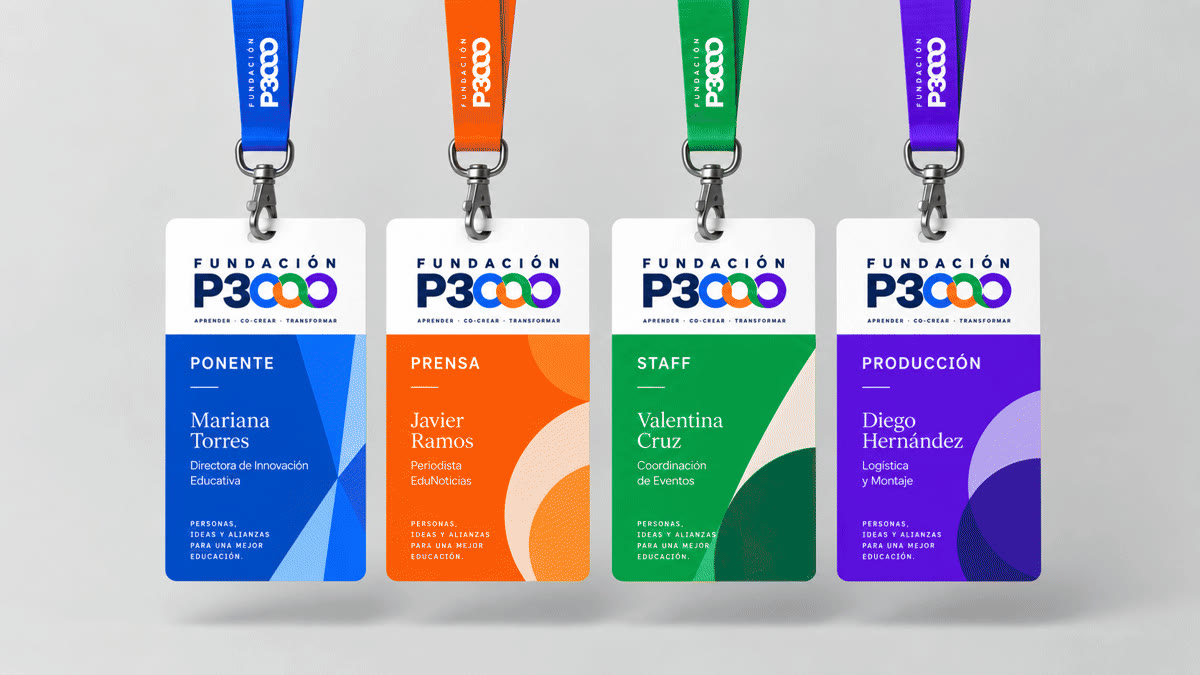 FUNDACIÓN
P3000
FUNDACIÓN
P3000
FUNDACIÓN
P3000
FUNDACIÓN
P3000
FUNDACIÓN
P3000
APRENDER · CO-CREAR · TRANSFORMAR
PONENTE
Mariana
Torres
Directora de Innovación
Educativa
PERSONAS,
IDEAS Y ALIANZAS
PARA UNA MEJOR
EDUCACIÓN.
FUNDACIÓN
P3000
APRENDER · CO-CREAR · TRANSFORMAR
PRENSA
Javier
Ramos
Periodista
EduNoticias
PERSONAS,
IDEAS Y ALIANZAS
PARA UNA MEJOR
EDUCACIÓN.
FUNDACIÓN
P3000
APRENDER · CO-CREAR · TRANSFORMAR
STAFF
Valentina
Cruz
Coordinación
de Eventos
PERSONAS,
IDEAS Y ALIANZAS
PARA UNA MEJOR
EDUCACIÓN.
FUNDACIÓN
P3000
APRENDER · CO-CREAR · TRANSFORMAR
PRODUCCIÓN
Diego
Hernández
Logística
y Montaje
PERSONAS,
IDEAS Y ALIANZAS
PARA UNA MEJOR
EDUCACIÓN.